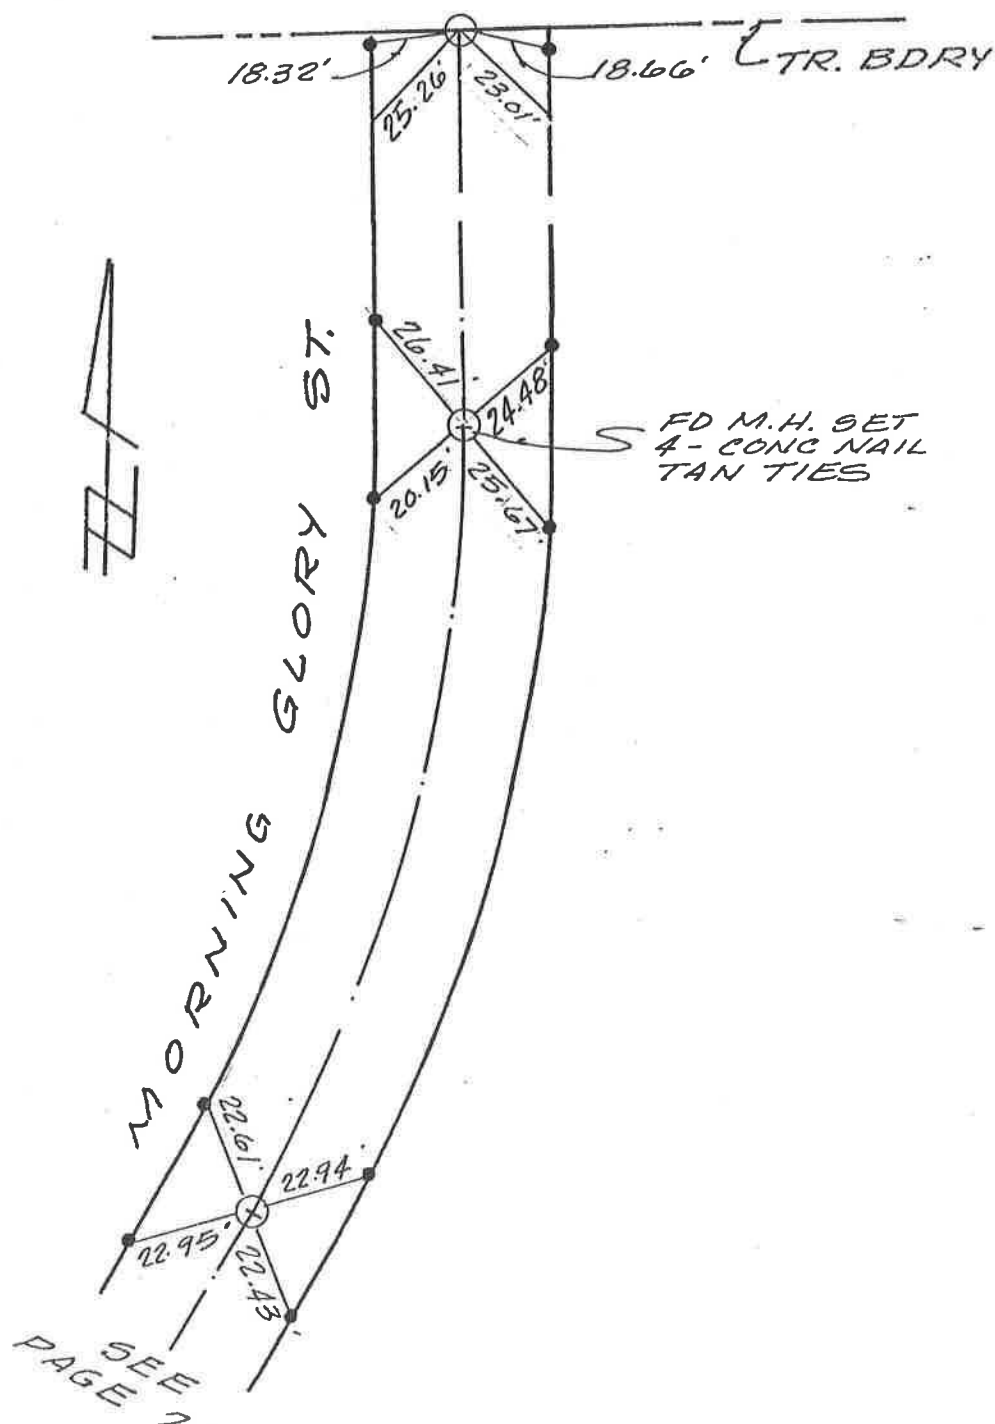 18.32'
25.26'
23.01'
18.66'
TR. BDRY
26.41'
24.48'
20.15'
25.67'
FD M.H. SET
4- CONC NAIL
TAN TIES
MORNING GLORY ST.
22.61'
22.94'
22.95'
22.43'
SEE
PAGE